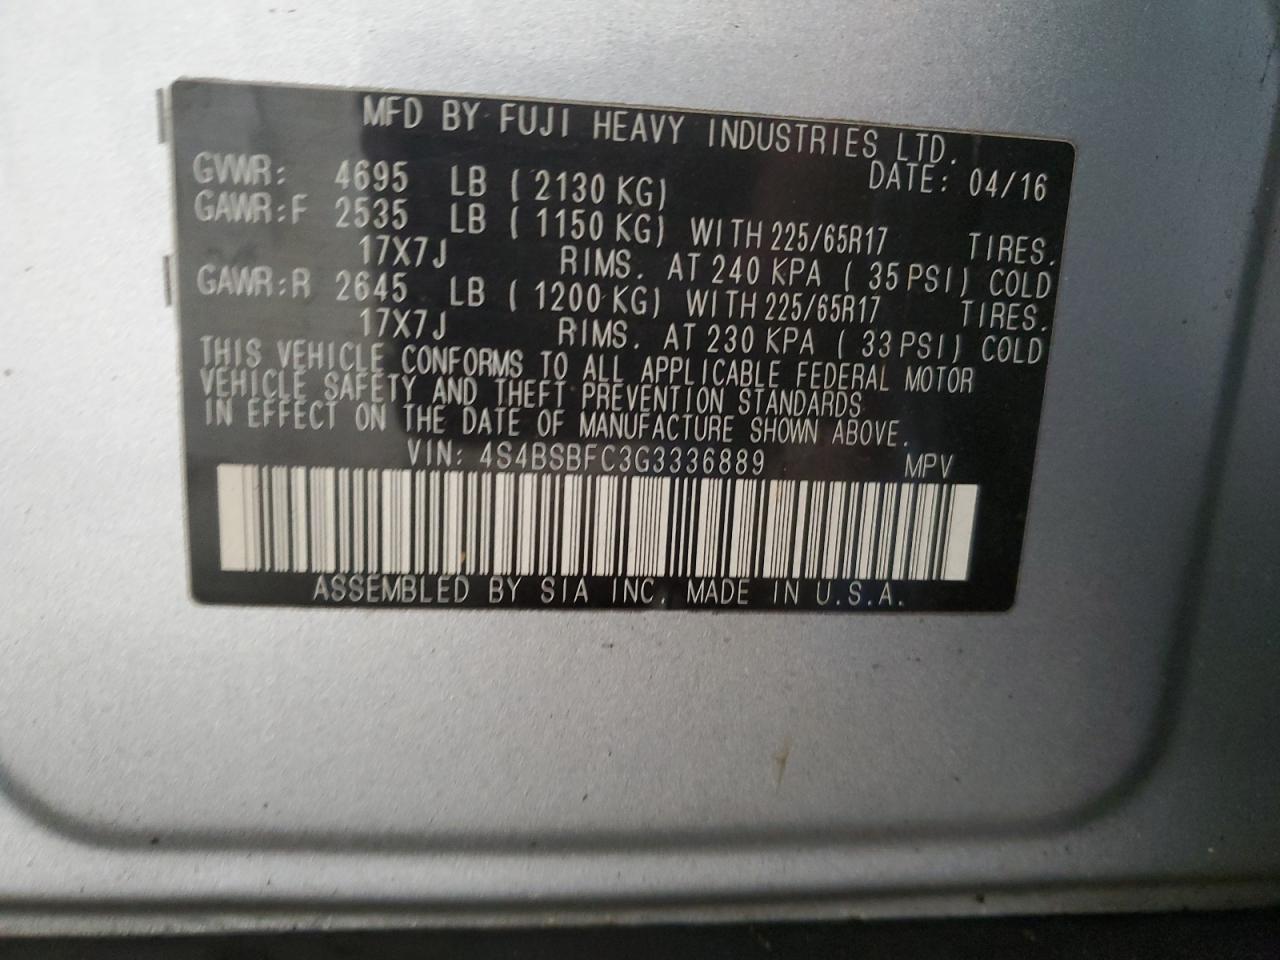 MFD BY FUJI HEAVY INDUSTRIES LTD.
DATE: 04/16
GVWR: 4695 LB ( 2130 KG)
GAWR:F 2535 LB ( 1150 KG) WITH 225/65R17 TIRES.
17X7J RIMS. AT 240 KPA ( 35 PSI) COLD
GAWR:R 2645 LB ( 1200 KG) WITH 225/65R17 TIRES.
17X7J RIMS. AT 230 KPA ( 33 PSI) COLD
THIS VEHICLE CONFORMS TO ALL APPLICABLE FEDERAL MOTOR
VEHICLE SAFETY AND THEFT PREVENTION STANDARDS
IN EFFECT ON THE DATE OF MANUFACTURE SHOWN ABOVE.
VIN: 4S4BSBFC3G3336889 MPV
ASSEMBLED BY SIA INC. MADE IN U.S.A.